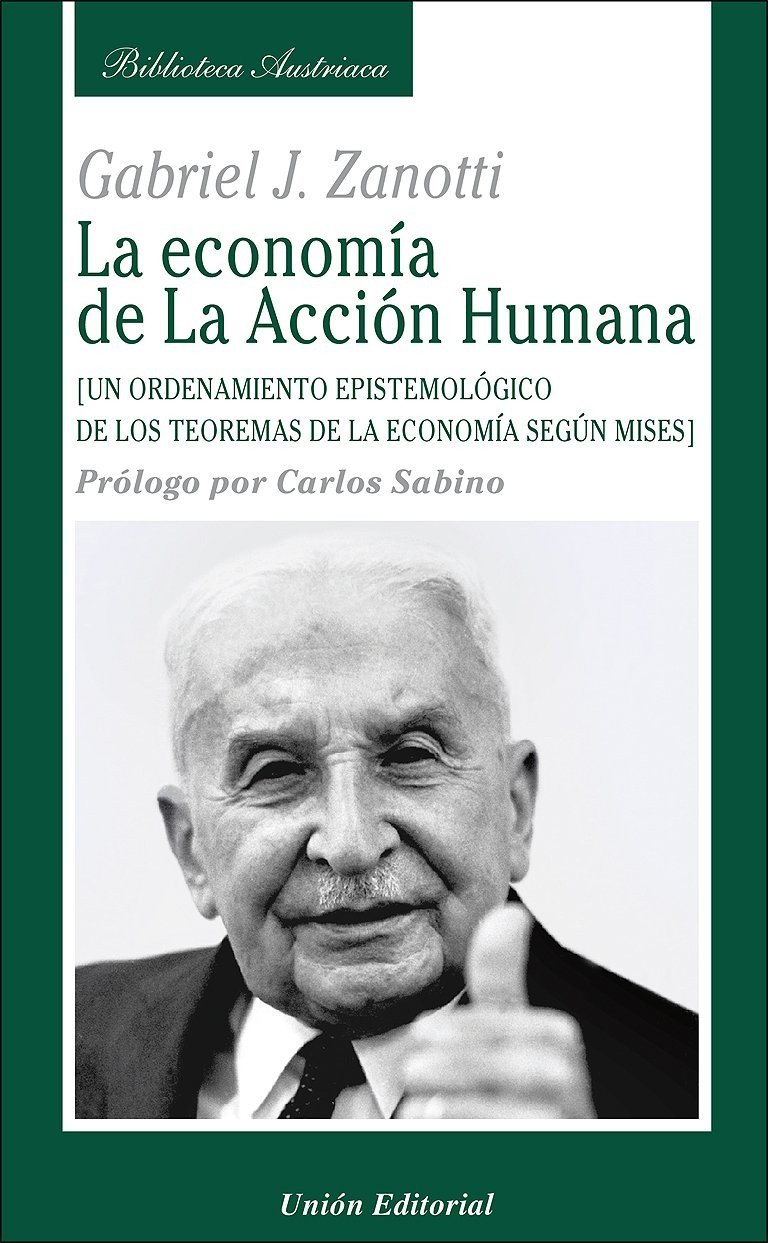 Biblioteca Austriaca
Gabriel J. Zanotti
La economía
de La Acción Humana
[UN ORDENAMIENTO EPISTEMOLÓGICO
DE LOS TEOREMAS DE LA ECONOMÍA SEGÚN MISES]
Prólogo por Carlos Sabino
Unión Editorial